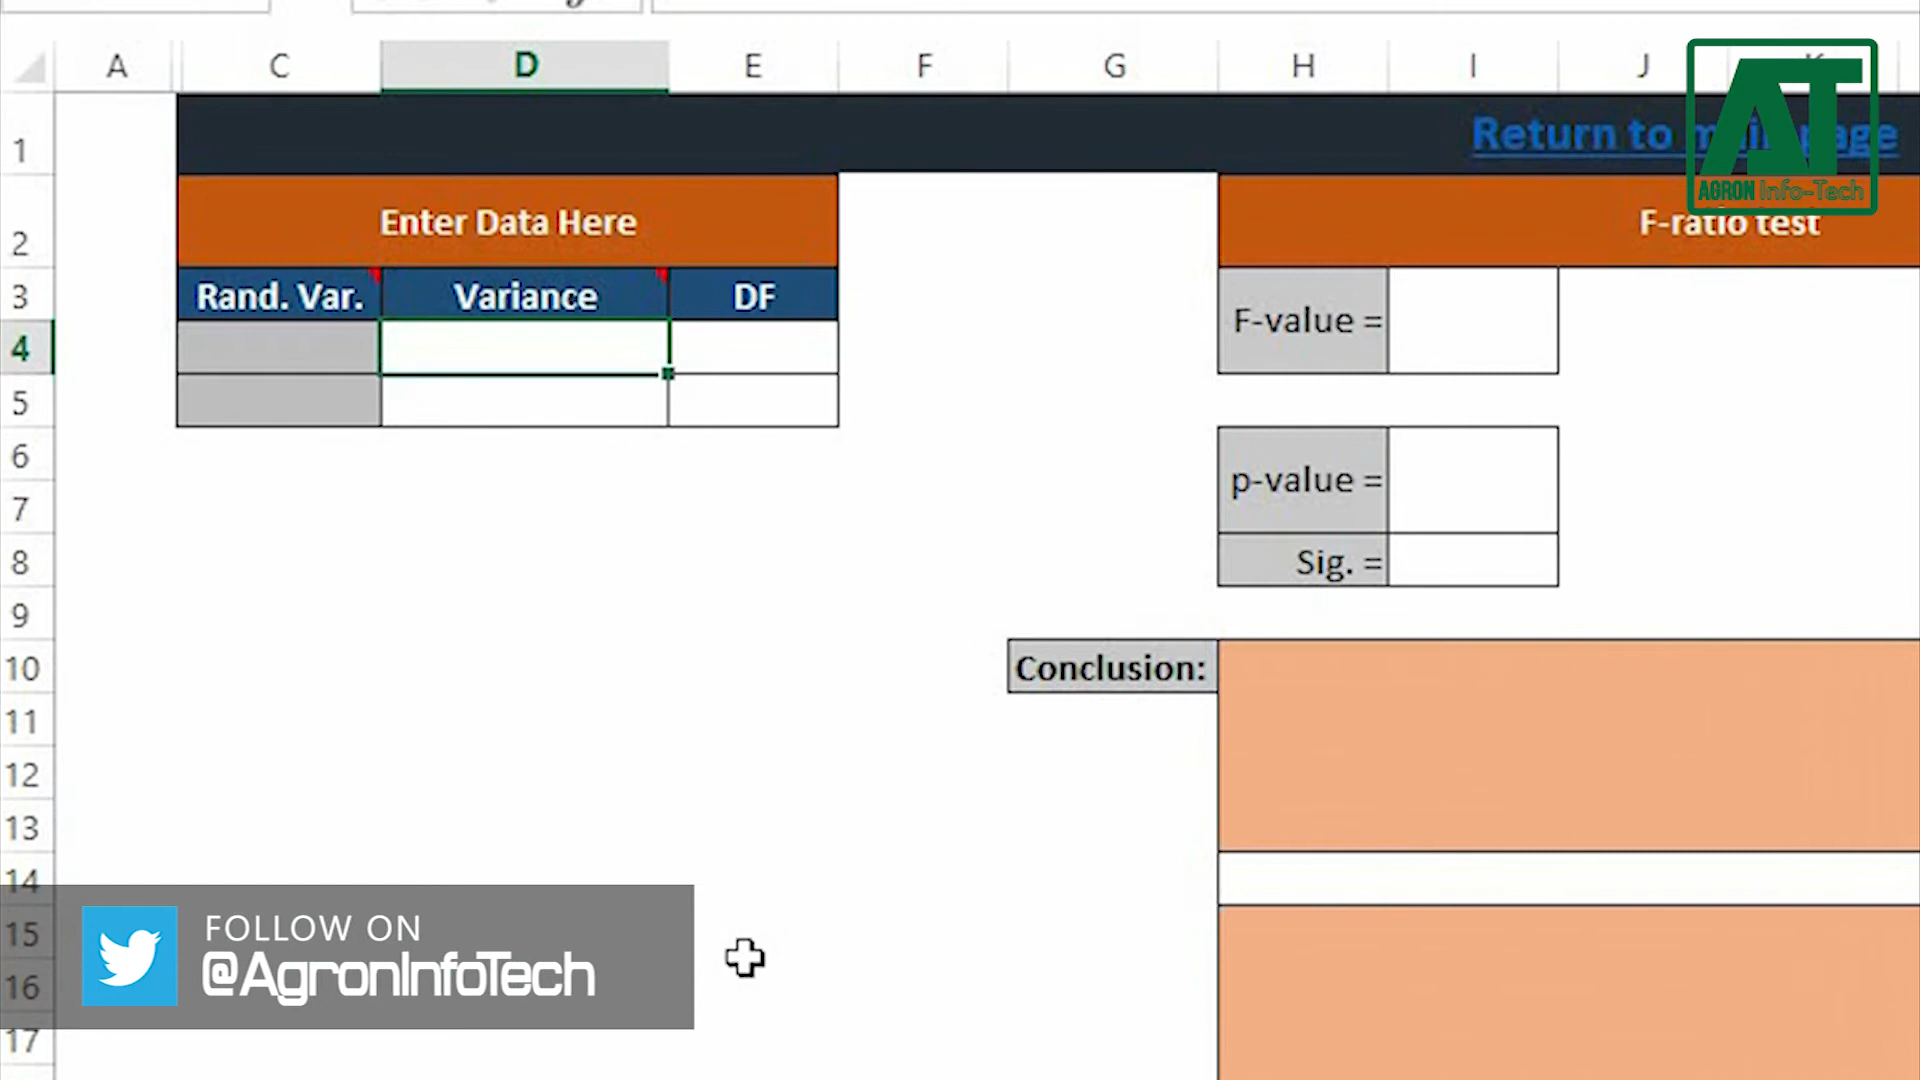 A C D E F G H I J
1 Return to main page
AT
AGRON Info-Tech
2 Enter Data Here F-ratio test
3 Rand. Var. Variance DF
F-value =
4
5
6
p-value =
7
8 Sig. =
9
10 Conclusion:
11
12
13
14
15 FOLLOW ON
@AgronInfoTech
16
17